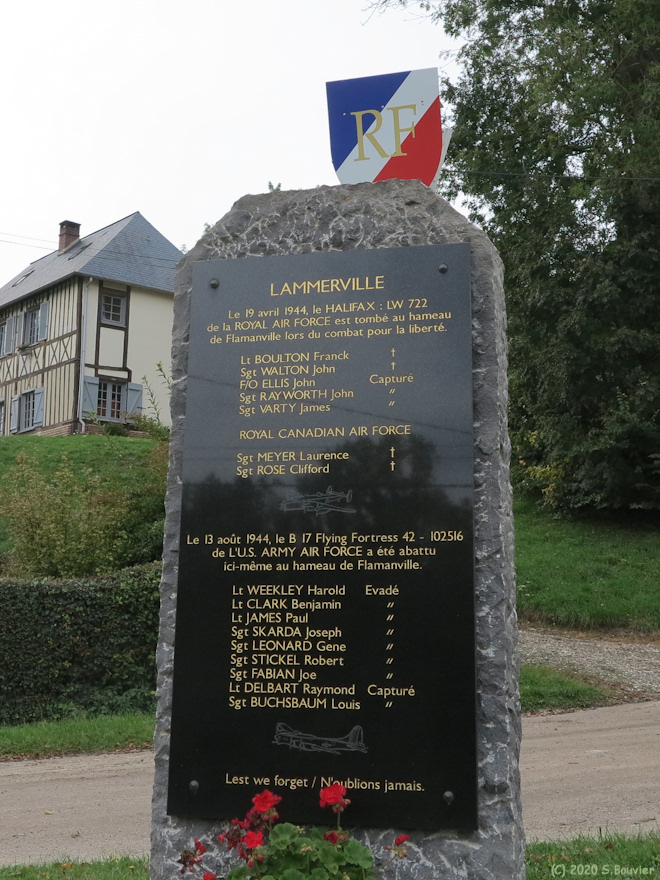 RF
LAMMERVILLE
Le 19 avril 1944, le HALIFAX : LW 722
de la ROYAL AIR FORCE est tombé au hameau
de Flamanville lors du combat pour la liberté.
Lt BOULTON Franck †
Sgt WALTON John †
F/O ELLIS John Capturé
Sgt RAYWORTH John 〃
Sgt VARTY James 〃
ROYAL CANADIAN AIR FORCE
Sgt MEYER Laurence †
Sgt ROSE Clifford †
Le 13 août 1944, le B 17 Flying Fortress 42 - 102516
de L'U.S. ARMY AIR FORCE a été abattu
ici-même au hameau de Flamanville.
Lt WEEKLEY Harold Evadé
Lt CLARK Benjamin 〃
Lt JAMES Paul 〃
Sgt SKARDA Joseph 〃
Sgt LEONARD Gene 〃
Sgt STICKEL Robert 〃
Sgt FABIAN Joe 〃
Lt DELBART Raymond Capturé
Sgt BUCHSBAUM Louis 〃
Lest we forget / N'oublions jamais.
(C) 2020 S.Bouvier